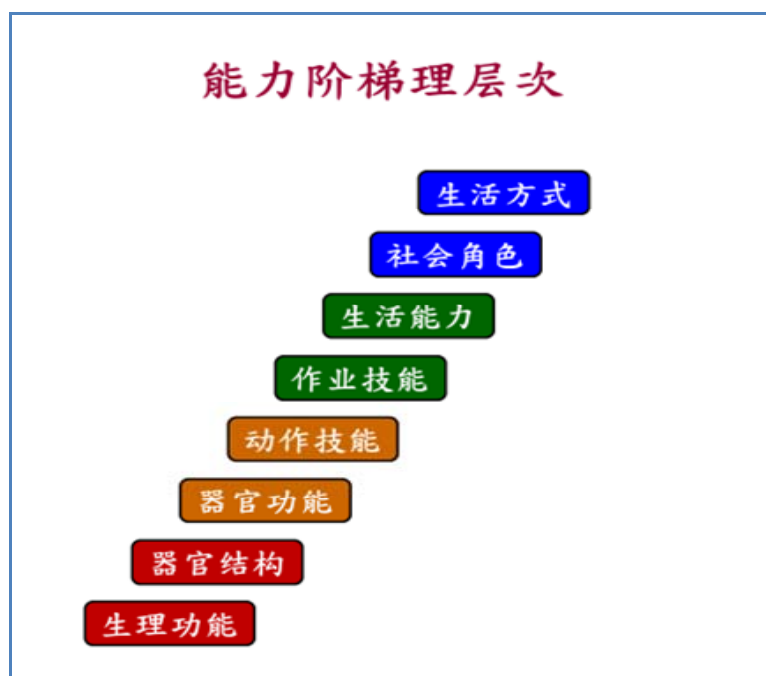 能力阶梯理层次
生活方式
社会角色
生活能力
作业技能
动作技能
器官功能
器官结构
生理功能